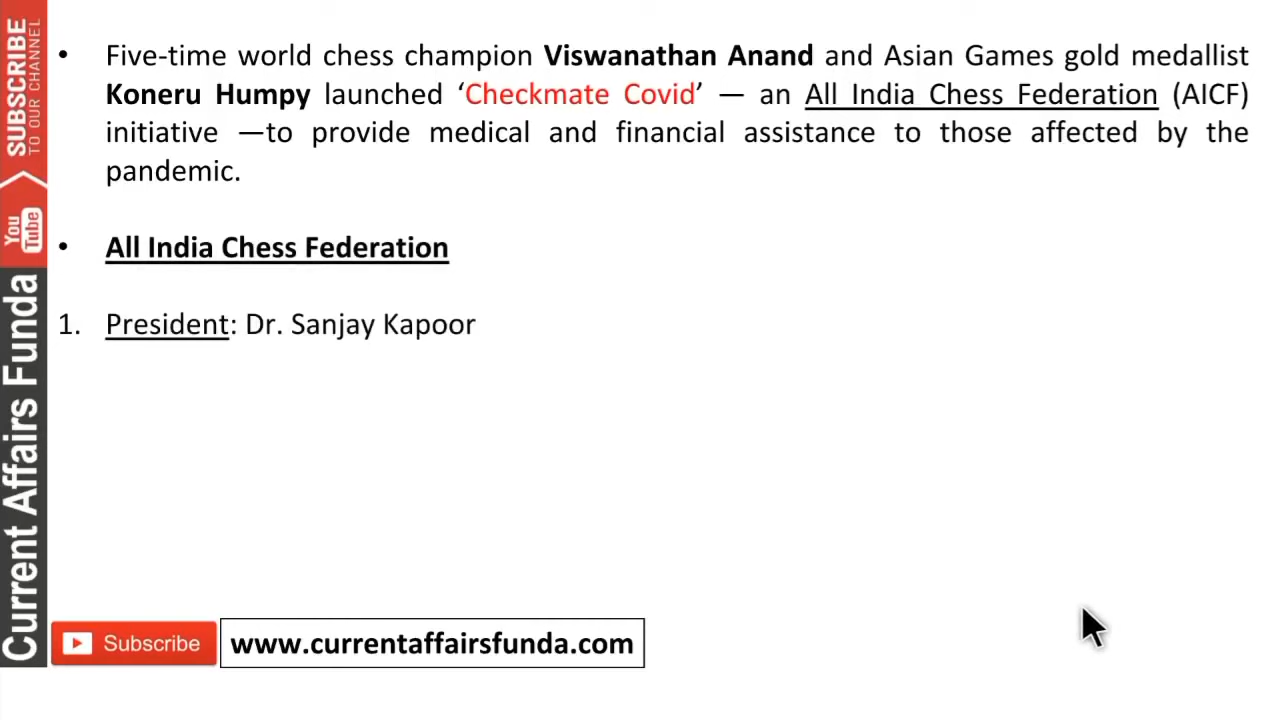 • Five-time world chess champion Viswanathan Anand and Asian Games gold medallist
Koneru Humpy launched ‘Checkmate Covid’ — an All India Chess Federation (AICF)
initiative —to provide medical and financial assistance to those affected by the
pandemic.
• All India Chess Federation
1. President: Dr. Sanjay Kapoor
SUBSCRIBE
TO OUR CHANNEL
You
Tube
Current Affairs Funda
Subscribe
www.currentaffairsfunda.com